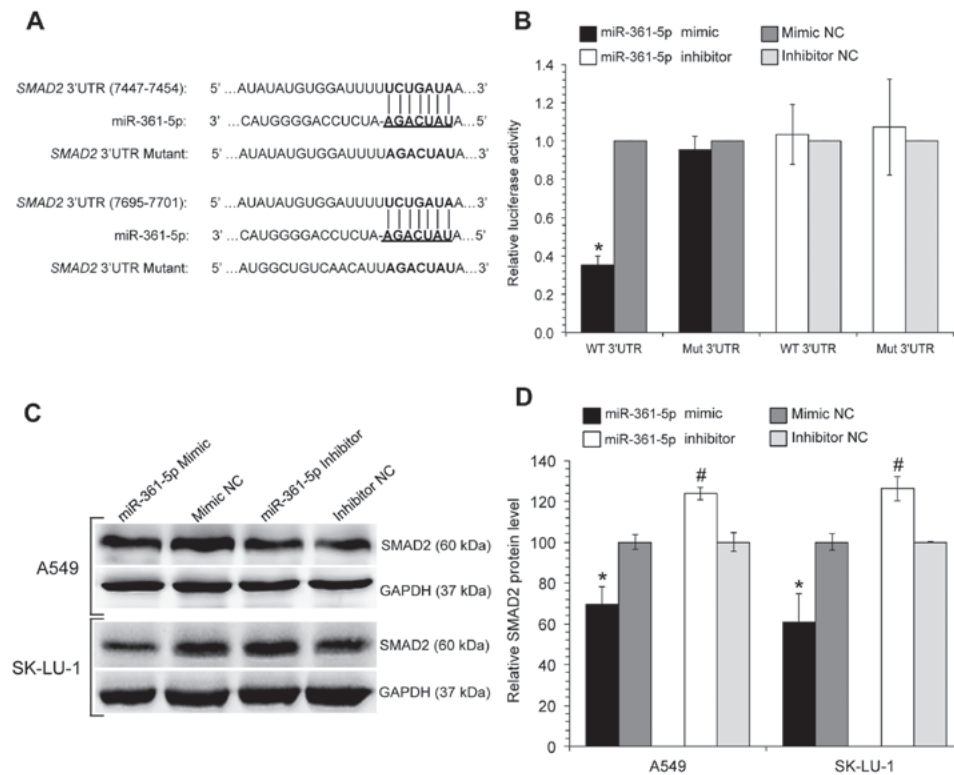 A
SMAD2 3'UTR (7447-7454): 5' ...AUAUAUGUGGAUUUUUCUGAUAA...3'
miR-361-5p: 3' ...CAUGGGGACCUCUA-AGACUAUA...5'
SMAD2 3'UTR Mutant: 5' ...AUAUAUGUGGAUUUUAGACUAUA...3'
SMAD2 3'UTR (7695-7701): 5' ...AUAUAUGUGGAUUUUUCUGAUAA...3'
miR-361-5p: 3' ...CAUGGGGACCUCUA-AGACUAUA...5'
SMAD2 3'UTR Mutant: 5' ...AUGGCUGUCAACAUUAGACUAUA...3'
B
miR-361-5p mimic
Mimic NC
miR-361-5p inhibitor
Inhibitor NC
Relative luciferase activity
1.4
1.2
1.0
0.8
0.6
0.4
0.2
0.0
*
WT 3'UTR Mut 3'UTR WT 3'UTR Mut 3'UTR
C
miR-361-5p Mimic
Mimic NC
miR-361-5p Inhibitor
Inhibitor NC
A549
SMAD2 (60 kDa)
GAPDH (37 kDa)
SK-LU-1
SMAD2 (60 kDa)
GAPDH (37 kDa)
D
miR-361-5p mimic
Mimic NC
miR-361-5p inhibitor
Inhibitor NC
Relative SMAD2 protein level
140
120
100
80
60
40
20
0
*
#
*
#
A549 SK-LU-1